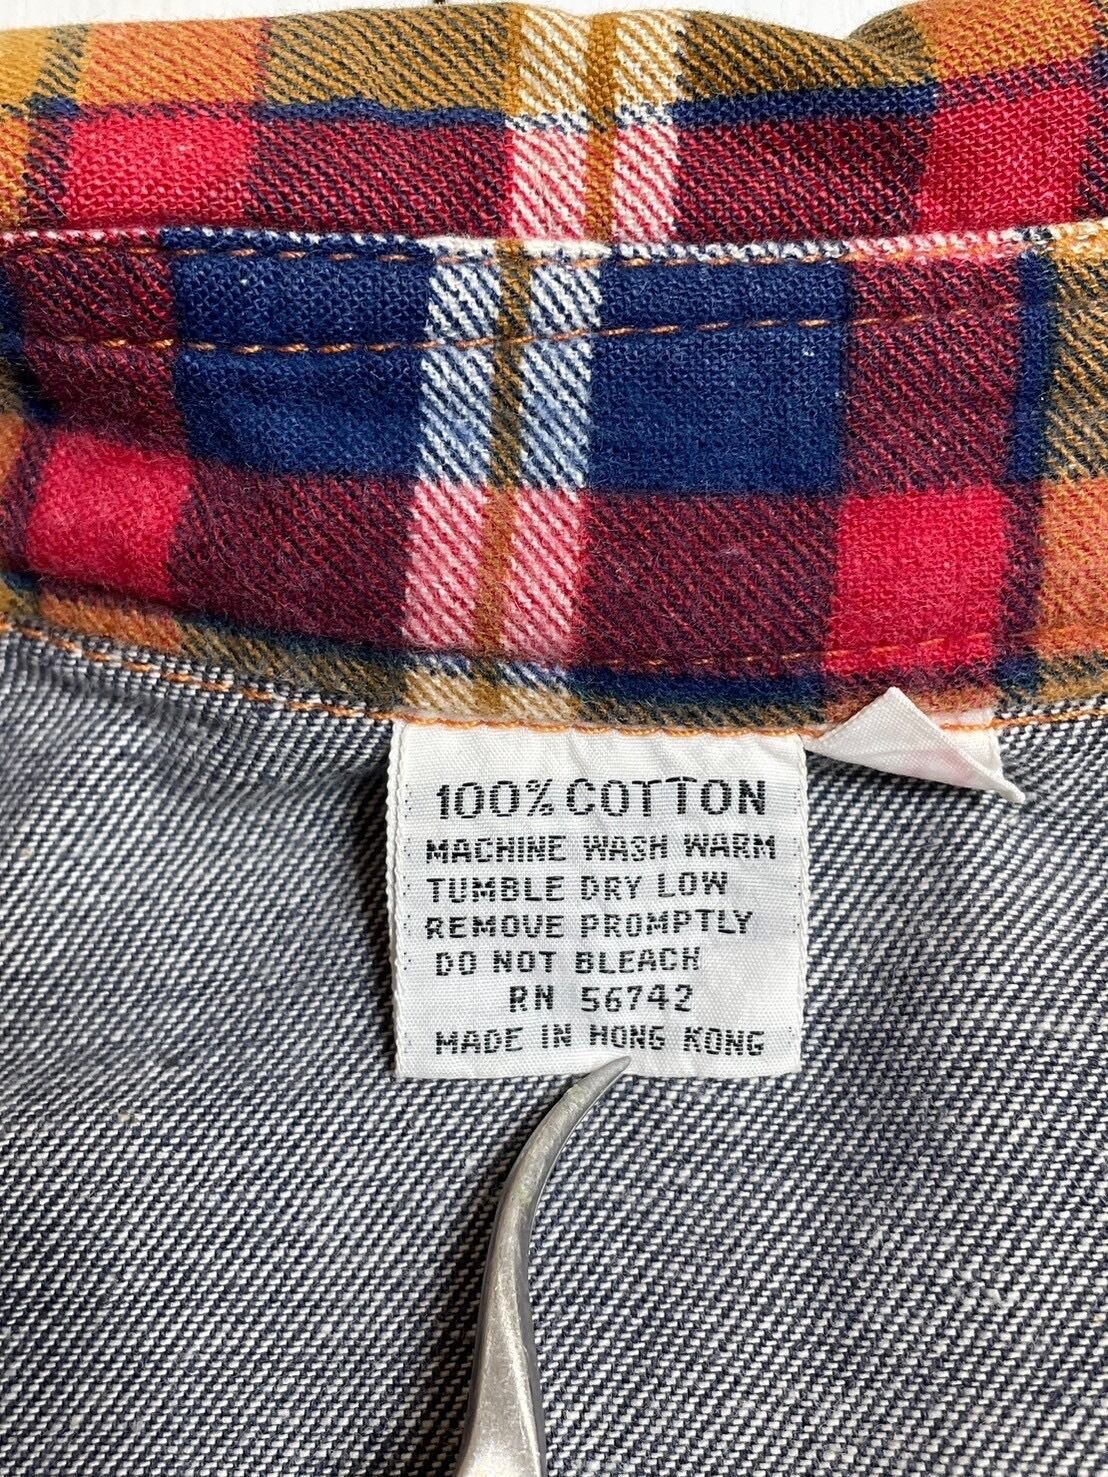 100% COTTON
MACHINE WASH WARM
TUMBLE DRY LOW
REMOVE PROMPTLY
DO NOT BLEACH
RN 56742
MADE IN HONG KONG